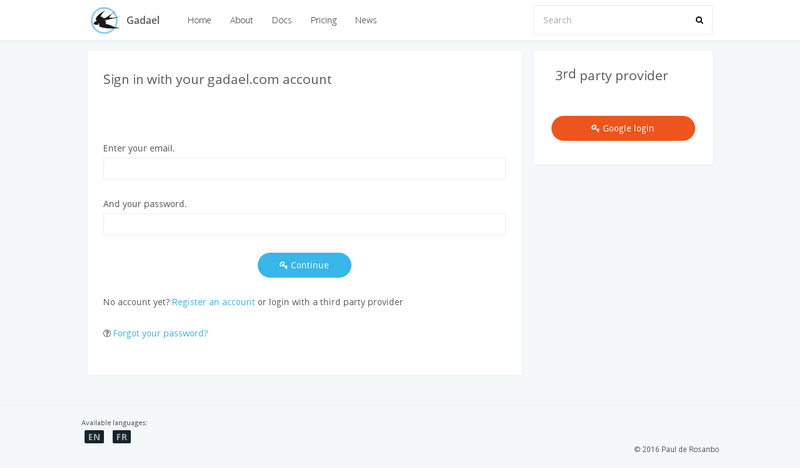 Gadael
Home About Docs Pricing News
Search
Sign in with your gadael.com account
Enter your email.
And your password.
Continue
No account yet? Register an account or login with a third party provider
Forgot your password?
3rd party provider
Google login
Available languages:
EN FR
© 2016 Paul de Rosanbo